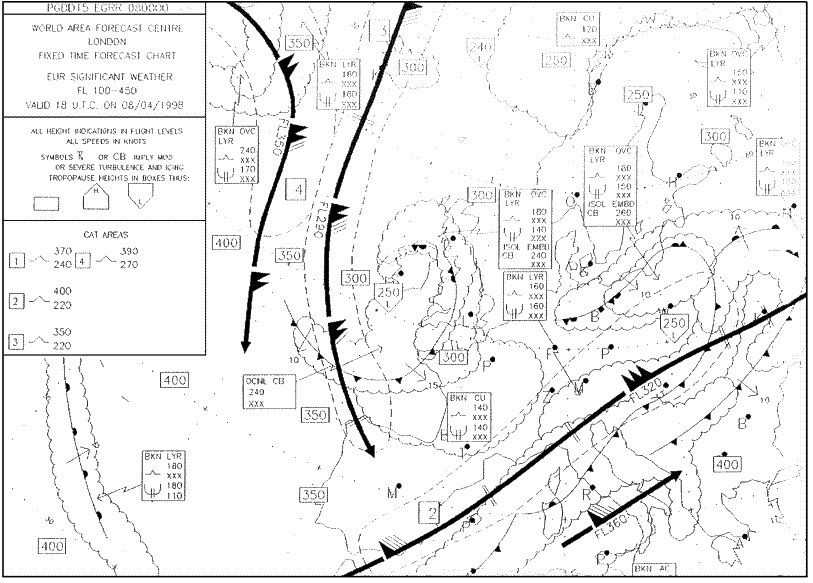 PGDD15 EGRR 080000
WORLD AREA FORECAST CENTRE
LONDON
FIXED TIME FORECAST CHART
EUR SIGNIFICANT WEATHER
FL 100-450
VALID 18 U.T.C. ON 08/04/1998
ALL HEIGHT INDICATIONS IN FLIGHT LEVELS
ALL SPEEDS IN KNOTS
SYMBOLS OR CB IMPLY MOD
OR SEVERE TURBULENCE AND ICING
TROPOPAUSE HEIGHTS IN BOXES THUS:
H
L
CAT AREAS
1 370 240 4 390 270
2 400 220
3 350 220
350
3
BKN LYR
160
XXX
160
XXX
300
400
240
BKN CU
120
XXX
250
BKN OVC
LYR
150
XXX
110
XXX
250
300
BKN OVC
LYR
240
XXX
170
XXX
FL350
4
FL290
400
350
300
300
BKN OVC
LYR
180
XXX
140
XXX
ISOL EMBD
CB 240
XXX
BKN OVC
LYR
180
XXX
150
XXX
ISOL EMBD
CB 260
XXX
BKN LYR
160
XXX
160
XXX
250
250
300
10
10
10
10
15
OCNL CB
240
XXX
350
400
BKN CU
140
XXX
140
XXX
FL320
BKN LYR
180
XXX
180
110
350
2
400
FL360
400
BKN AC
O
H
B
W
P
P
M
B
M
R